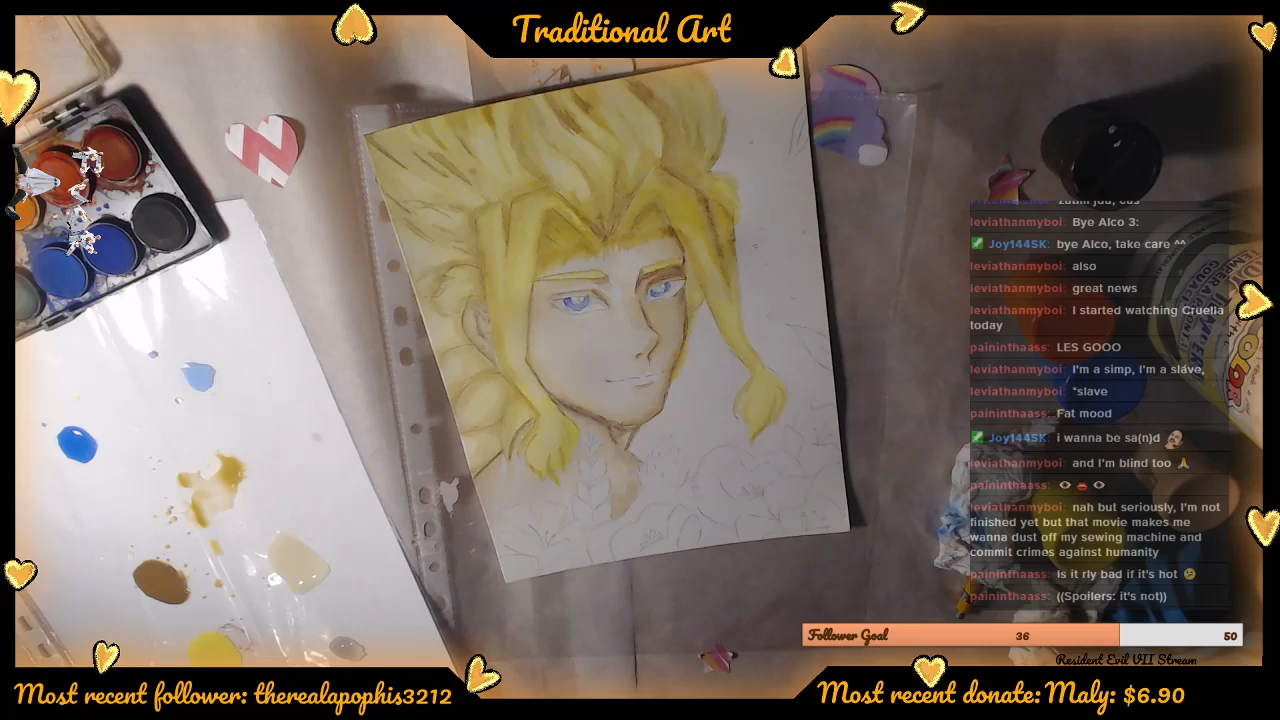 Traditional Art
leviathanmyboi: Bye Alco 3:
Joy144SK: bye Alco, take care ^^
leviathanmyboi: also
leviathanmyboi: great news
leviathanmyboi: I started watching Cruella
today
paininthaass: LES GOOO
leviathanmyboi: I'm a simp, I'm a slave,
leviathanmyboi: *slave
paininthaass: Fat mood
Joy144SK: i wanna be sa(n)d
leviathanmyboi: and I'm blind too 🙏
paininthaass: 👁 👄 👁
leviathanmyboi: nah but seriously, I'm not
finished yet but that movie makes me
wanna dust off my sewing machine and
commit crimes against humanity
paininthaass: Is it rly bad if it's hot 😕
paininthaass: ((Spoilers: it's not))
Follower Goal 36 50
Resident Evil VII Stream
Most recent follower: therealapophis3212
Most recent donate: Maly: $6.90